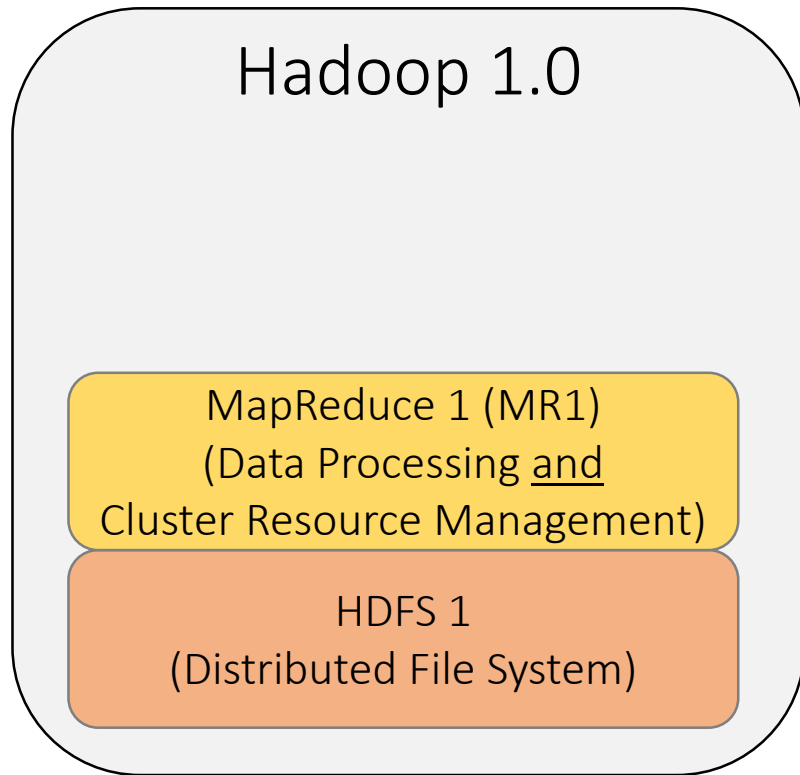 Hadoop 1.0
MapReduce 1 (MR1)
(Data Processing and
Cluster Resource Management)
HDFS 1
(Distributed File System)